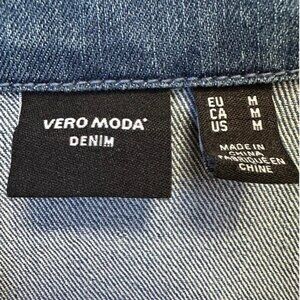 VERO MODA
DENIM
EU M
CA M
US M
MADE IN
CHINA
FABRIQUÉ EN
CHINE